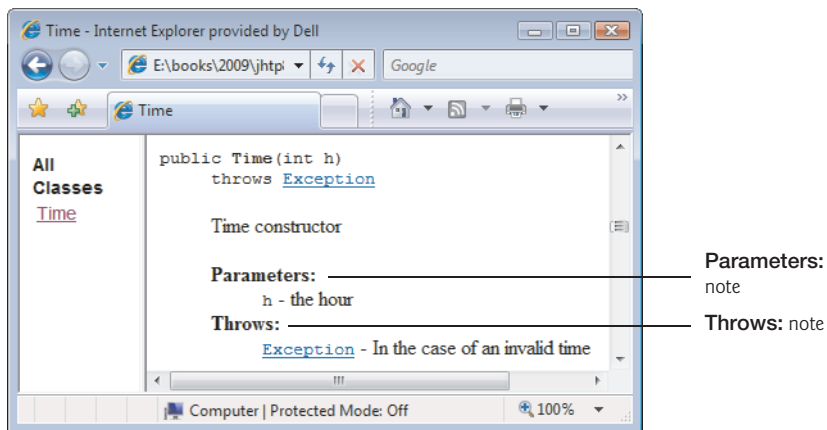 Time - Internet Explorer provided by Dell
E:\books\2009\jhtp
Google
Time
All
Classes
Time
public Time(int h)
throws Exception
Time constructor
Parameters:
h - the hour
Throws:
Exception - In the case of an invalid time
Computer | Protected Mode: Off
100%
Parameters:
note
Throws: note